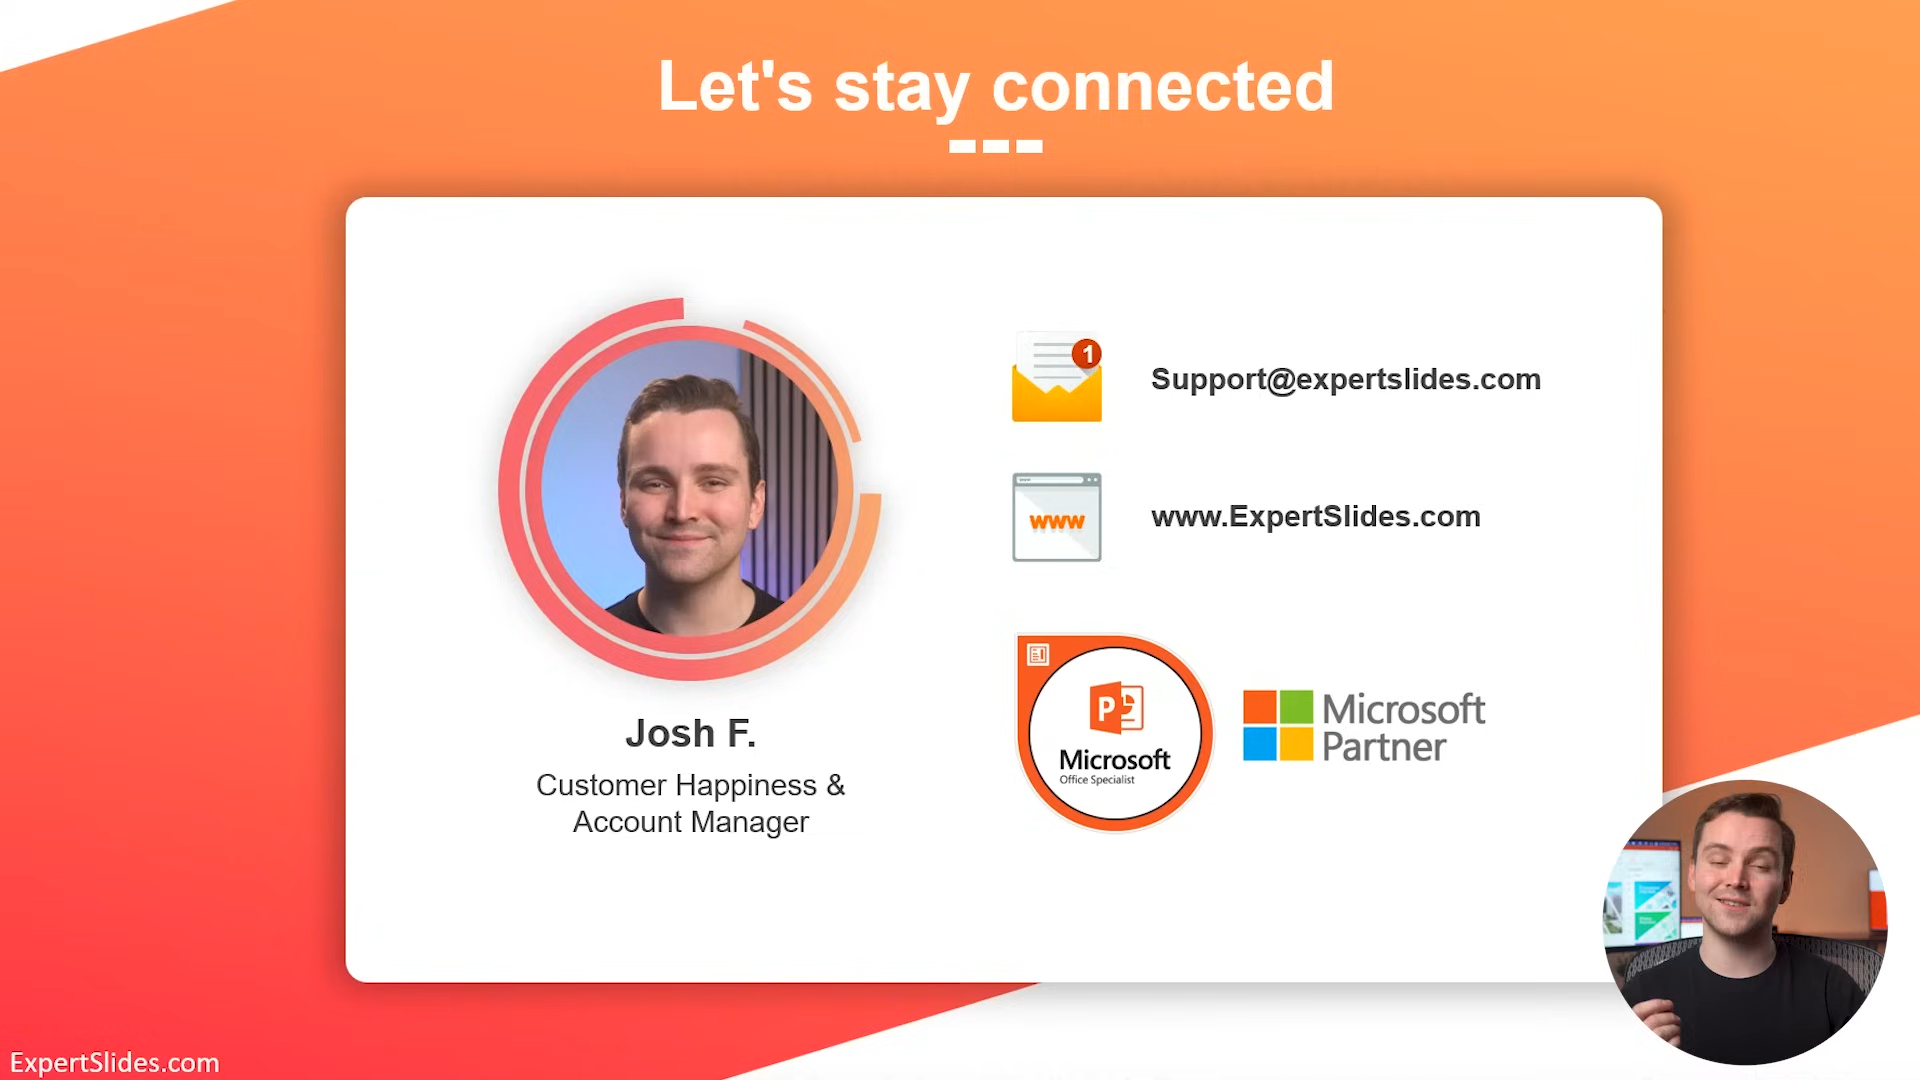 Let's stay connected
1
Support@expertslides.com
www
www.ExpertSlides.com
Josh F.
Customer Happiness &
Account Manager
P
Microsoft
Office Specialist
Microsoft
Partner
ExpertSlides.com